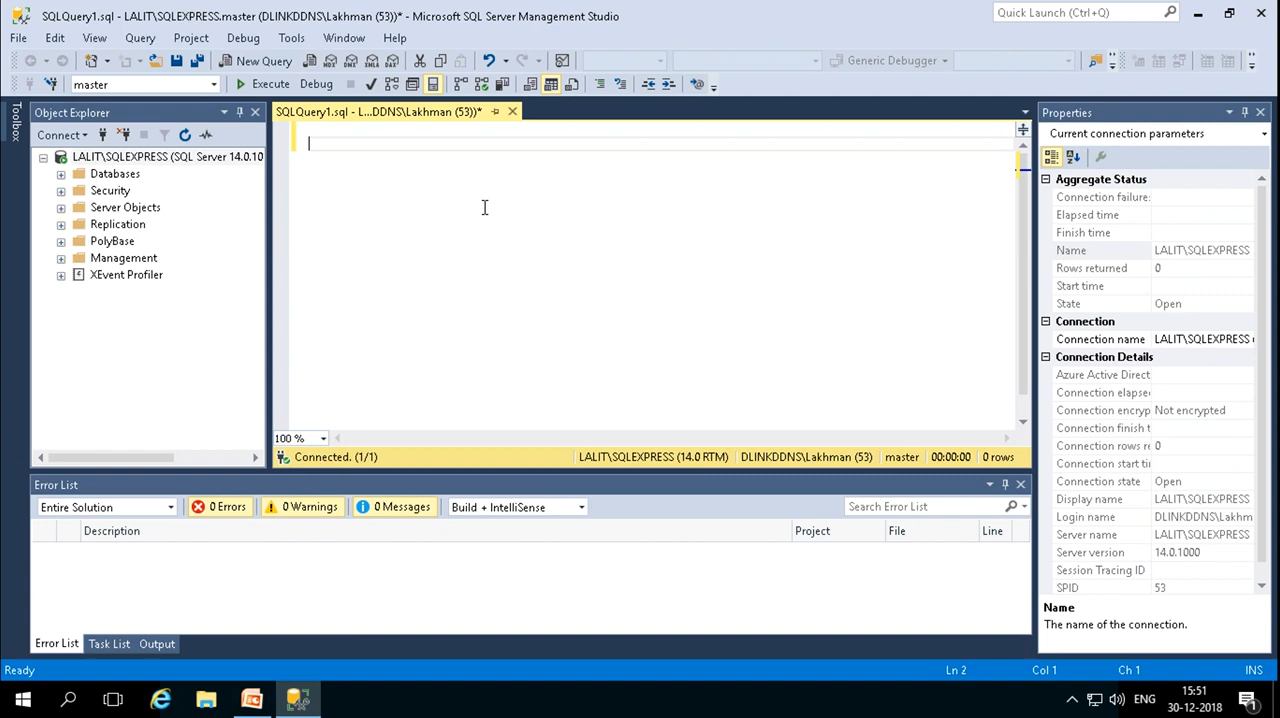 SQLQuery1.sql - LALIT\SQLEXPRESS.master (DLINKDDNS\Lakhman (53))* - Microsoft SQL Server Management Studio
Quick Launch (Ctrl+Q)
File Edit View Query Project Debug Tools Window Help
New Query
Generic Debugger
master
Execute Debug
Toolbox
Object Explorer
Connect
LALIT\SQLEXPRESS (SQL Server 14.0.10
Databases
Security
Server Objects
Replication
PolyBase
Management
XEvent Profiler
SQLQuery1.sql - L...DDNS\Lakhman (53))*
100 %
Connected. (1/1)
LALIT\SQLEXPRESS (14.0 RTM)
DLINKDDNS\Lakhman (53)
master
00:00:00
0 rows
Properties
Current connection parameters
Aggregate Status
Connection failure:
Elapsed time
Finish time
Name LALIT\SQLEXPRESS
Rows returned 0
Start time
State Open
Connection
Connection name LALIT\SQLEXPRESS
Connection Details
Azure Active Direct
Connection elapse
Connection encryp Not encrypted
Connection finish t
Connection rows re 0
Connection start ti
Connection state Open
Display name LALIT\SQLEXPRESS
Login name DLINKDDNS\Lakhm
Server name LALIT\SQLEXPRESS
Server version 14.0.1000
Session Tracing ID
SPID 53
Name
The name of the connection.
Error List
Entire Solution
0 Errors
0 Warnings
0 Messages
Build + IntelliSense
Search Error List
Description
Project
File
Line
Error List
Task List
Output
Ready
Ln 2
Col 1
Ch 1
INS
ENG
15:51
30-12-2018